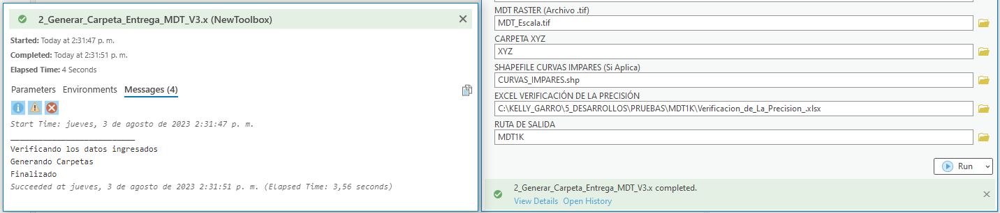 2_Generar_Carpeta_Entrega_MDT_V3.x (NewToolbox)
Started: Today at 2:31:47 p. m.
Completed: Today at 2:31:51 p. m.
Elapsed Time: 4 Seconds
Parameters Environments Messages (4)
Start Time: jueves, 3 de agosto de 2023 2:31:47 p. m.
Verificando los datos ingresados
Generando Carpetas
Finalizado
Succeeded at jueves, 3 de agosto de 2023 2:31:51 p. m. (Elapsed Time: 3,56 seconds)
MDT RASTER (Archivo .tif)
MDT_Escala.tif
CARPETA XYZ
XYZ
SHAPEFILE CURVAS IMPARES (Si Aplica)
CURVAS_IMPARES.shp
EXCEL VERIFICACIÓN DE LA PRECISIÓN
C:\KELLY_GARRO\5_DESARROLLOS\PRUEBAS\MDT1K\Verificacion_de_La_Precision_.xlsx
RUTA DE SALIDA
MDT1K
Run
2_Generar_Carpeta_Entrega_MDT_V3.x completed.
View Details Open History